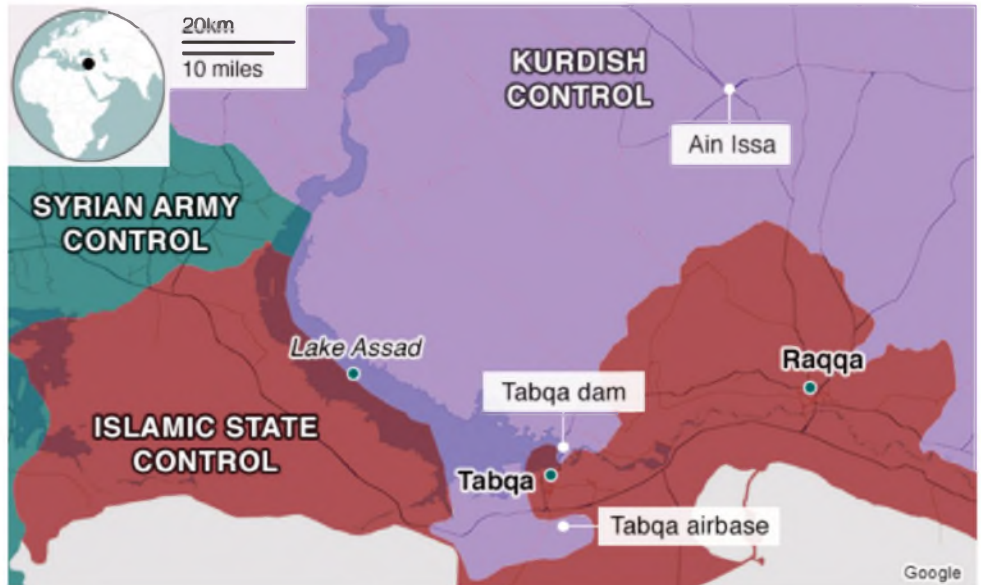 20km
10 miles
KURDISH
CONTROL
Ain Issa
SYRIAN ARMY
CONTROL
Lake Assad
Raqqa
Tabqa dam
ISLAMIC STATE
CONTROL
Tabqa
Tabqa airbase
Google